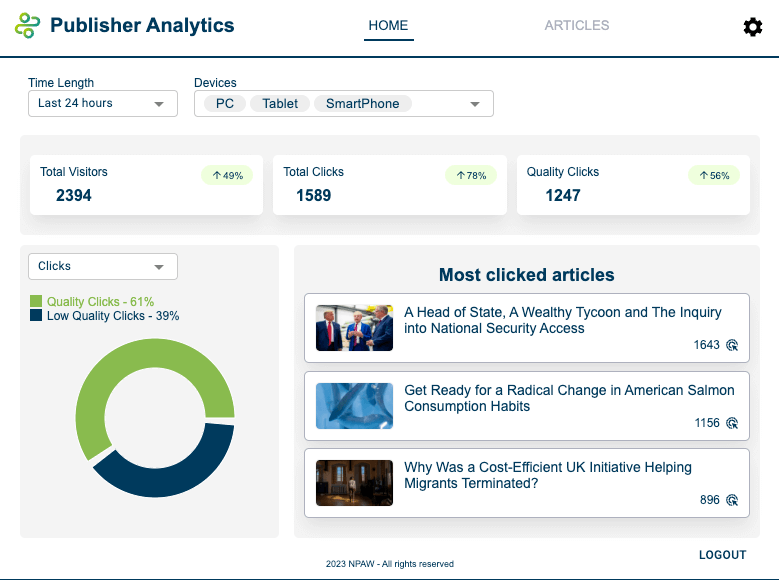 Publisher Analytics
HOME
ARTICLES
Time Length
Last 24 hours
Devices
PC
Tablet
SmartPhone
Total Visitors
49%
2394
Total Clicks
78%
1589
Quality Clicks
56%
1247
Clicks
Quality Clicks - 61%
Low Quality Clicks - 39%
Most clicked articles
A Head of State, A Wealthy Tycoon and The Inquiry
into National Security Access
1643
Get Ready for a Radical Change in American Salmon
Consumption Habits
1156
Why Was a Cost-Efficient UK Initiative Helping
Migrants Terminated?
896
LOGOUT
2023 NPAW - All rights reserved